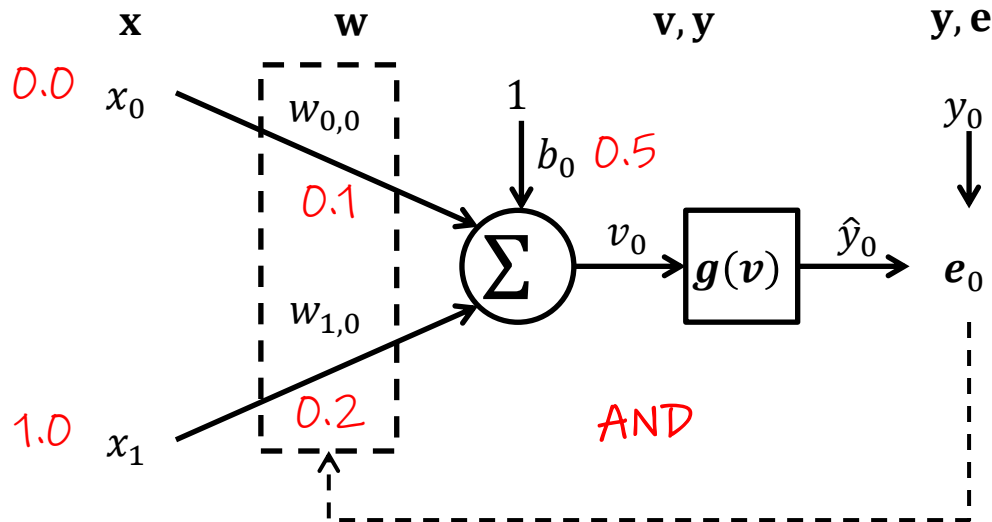 x w v, y y, e
0.0 x₀ w₀,₀ 1 y₀
0.1 b₀ 0.5
Σ v₀ g(v) ŷ₀ e₀
w₁,₀
1.0 x₁ 0.2 AND